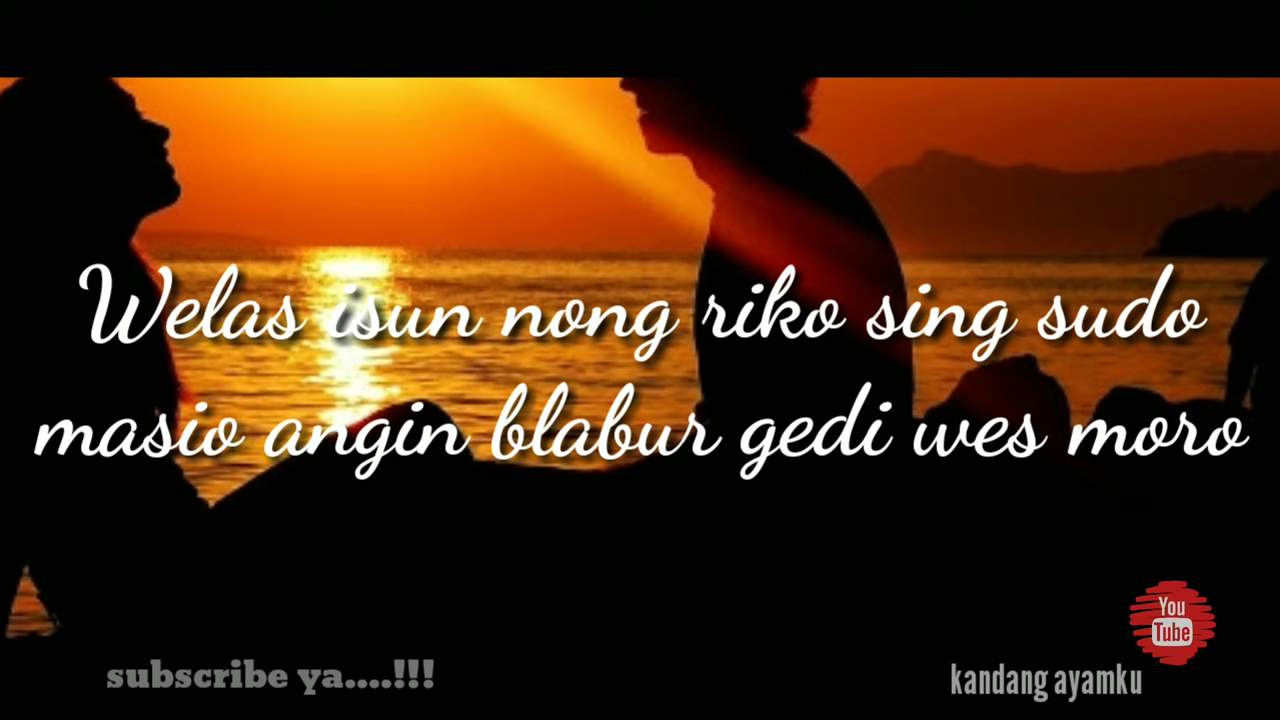 Welas isun nong riko sing sudo
masio angin blabur gedi wes moro
You
Tube
subscribe ya....!!!
kandang ayamku